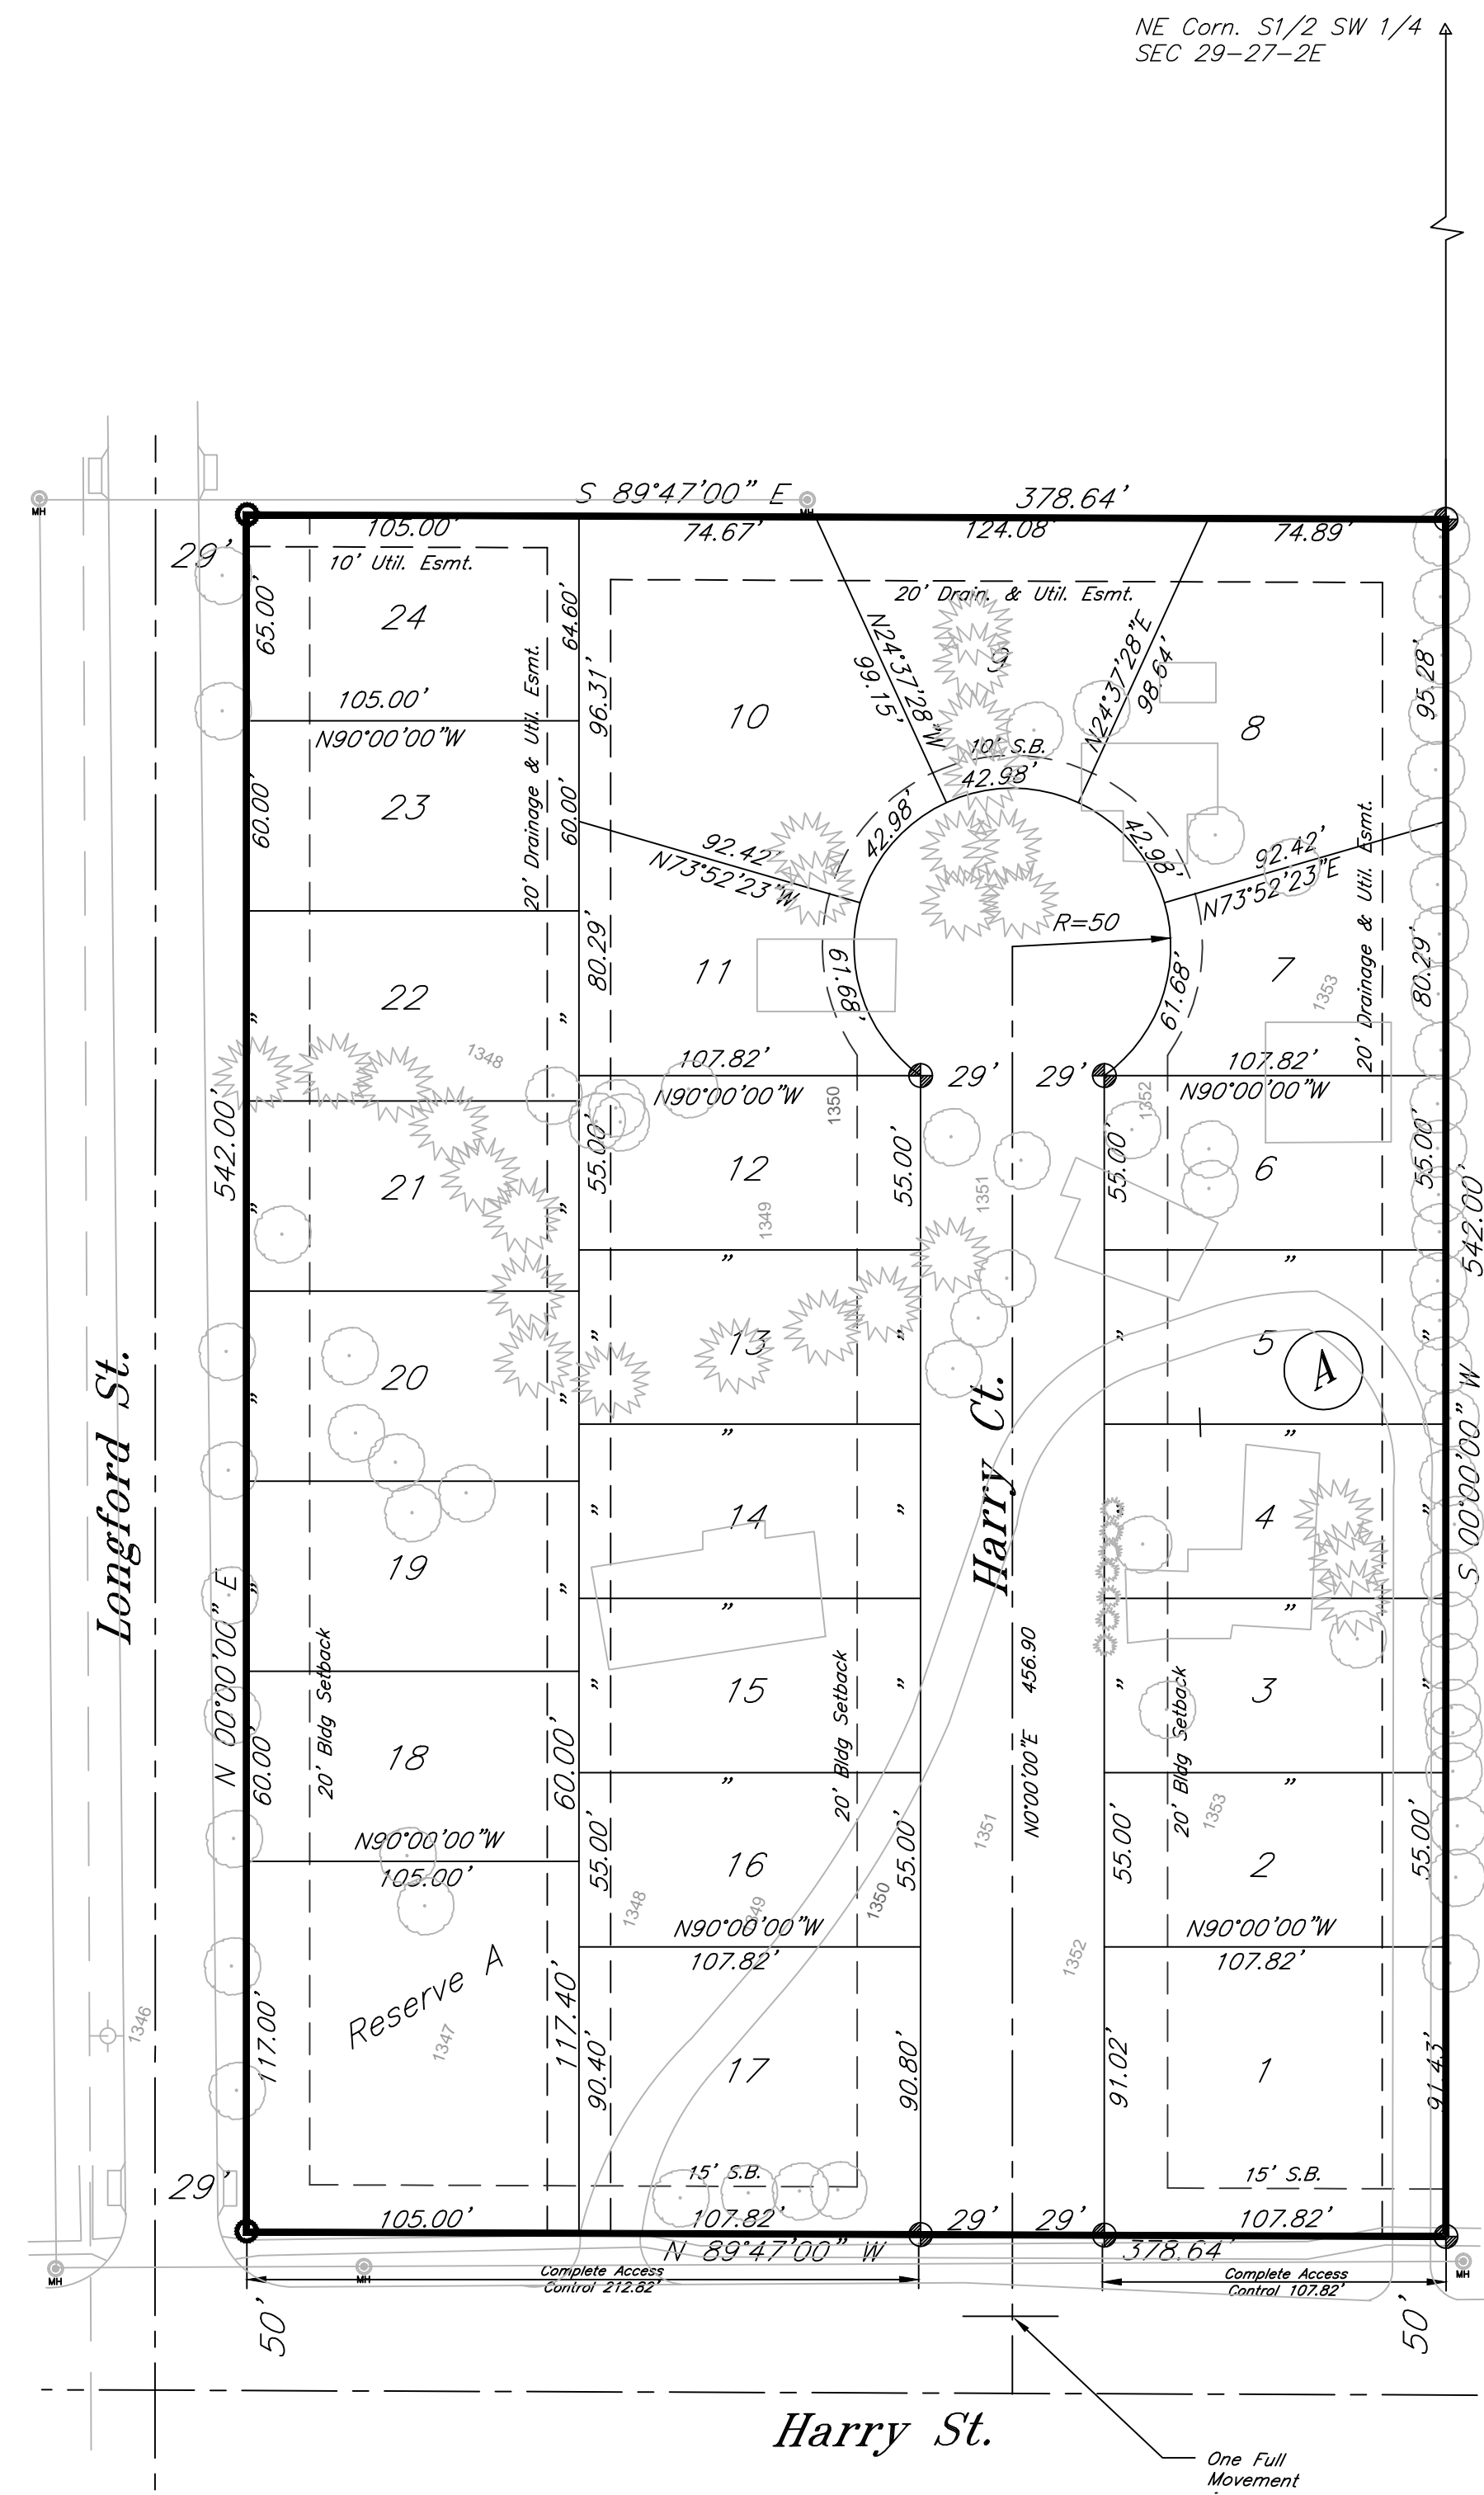 NE Corn. S1/2 SW 1/4
SEC 29-27-2E
S 89°47'00" E
378.64'
105.00'
74.67'
124.08'
74.89'
29'
10' Util. Esmt.
20' Drain. & Util. Esmt.
65.00'
24
64.60'
20' Drainage & Util. Esmt.
105.00'
N90°00'00"W
96.31'
10
N24°37'28"W
99.15'
9
N24°37'28"E
98.64'
8
95.28'
10' S.B.
42.98'
42.98'
42.98'
60.00'
23
60.00'
92.42'
N73°52'23"W
92.42'
N73°52'23"E
R=50
20' Drainage & Util. Esmt.
80.29'
11
61.68'
61.68'
7
1353
80.29'
22
"
"
1348
107.82'
N90°00'00"W
29'
29'
107.82'
N90°00'00"W
1350
1352
542.00'
21
"
"
55.00'
12
55.00'
55.00'
6
55.00'
1349
1351
542.00'
"
"
20
"
"
"
13
"
"
5
"
A
Longford St.
Harry Ct.
"
"
19
"
"
"
14
"
"
4
"
S 00°00'00" W
"
"
N 00°00'00" E
20' Bldg Setback
18
60.00'
60.00'
"
15
20' Bldg Setback
"
456.90
N0°00'00"E
"
20' Bldg Setback
3
"
"
"
1351
1353
N90°00'00"W
105.00'
55.00'
16
55.00'
55.00'
2
55.00'
1348
1349
1350
N90°00'00"W
107.82'
N90°00'00"W
107.82'
1352
Reserve A
1346
1347
117.00'
117.40'
90.40'
17
90.80'
91.02'
1
91.43'
15' S.B.
15' S.B.
29'
105.00'
107.82'
29'
29'
107.82'
N 89°47'00" W
378.64'
Complete Access
Control 212.82'
Complete Access
Control 107.82'
MH
MH
MH
MH
MH
50'
50'
Harry St.
One Full
Movement